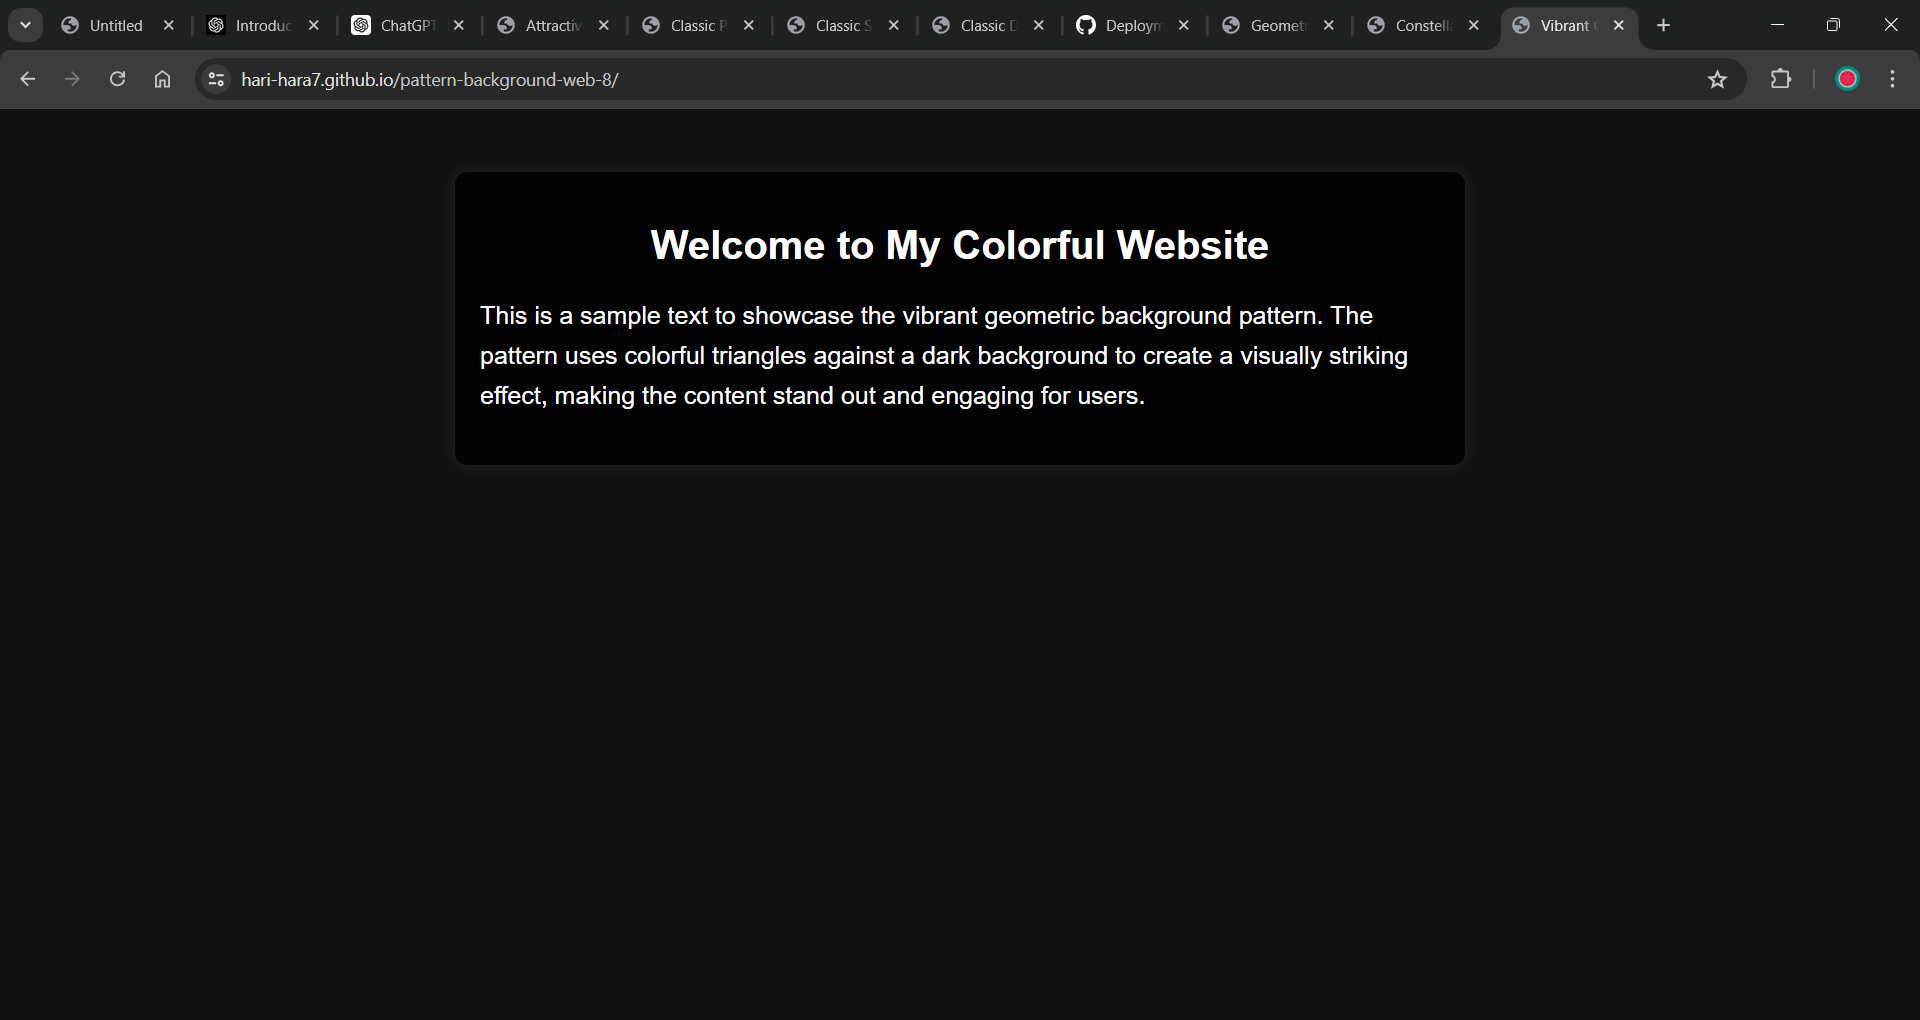 Untitled
Introduc
ChatGPT
Attractiv
Classic P
Classic S
Classic D
Deploym
Geomet
Constell
Vibrant
hari-hara7.github.io/pattern-background-web-8/
Welcome to My Colorful Website
This is a sample text to showcase the vibrant geometric background pattern. The
pattern uses colorful triangles against a dark background to create a visually striking
effect, making the content stand out and engaging for users.